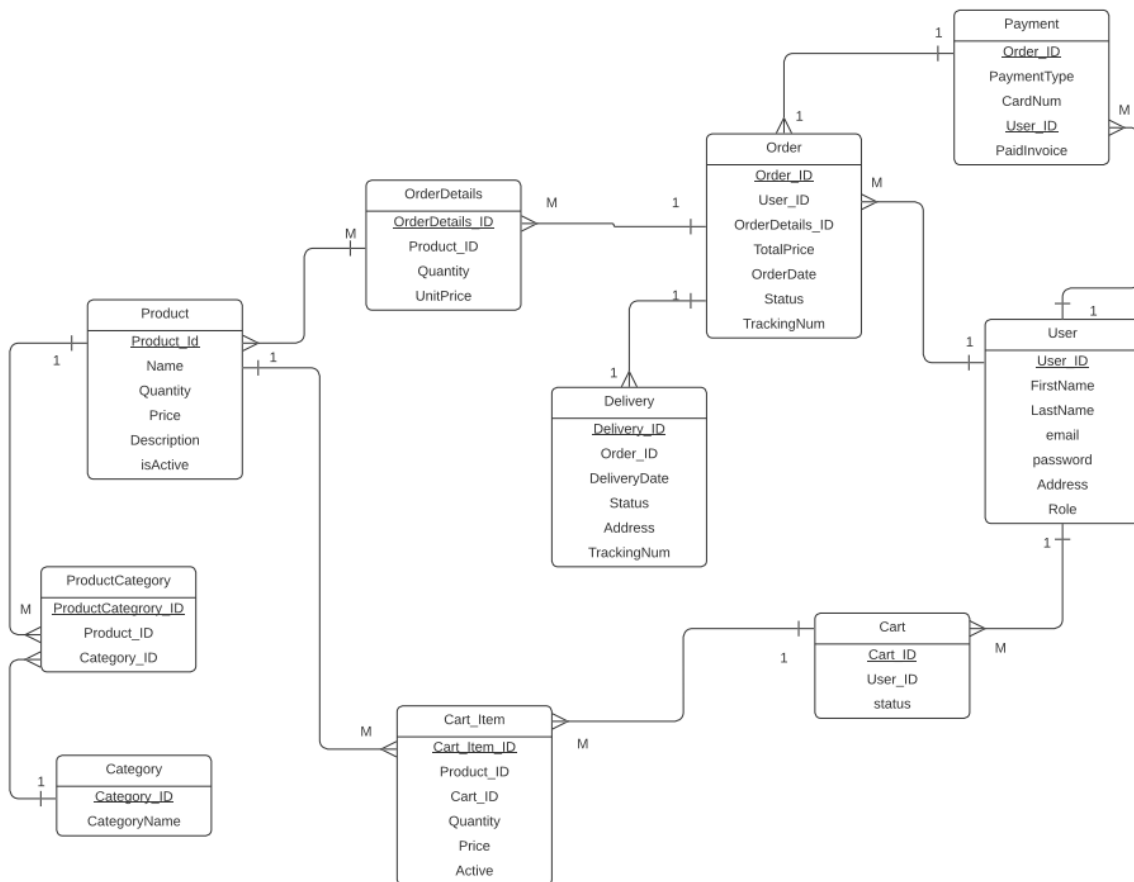 Payment
Order_ID
PaymentType
CardNum
User_ID
PaidInvoice
1
M
1
Order
Order_ID
User_ID
OrderDetails_ID
TotalPrice
OrderDate
Status
TrackingNum
M
1
1
OrderDetails
OrderDetails_ID
Product_ID
Quantity
UnitPrice
M
M
Product
Product_Id
Name
Quantity
Price
Description
isActive
1
1
User
User_ID
FirstName
LastName
email
password
Address
Role
1
1
1
Delivery
Delivery_ID
Order_ID
DeliveryDate
Status
Address
TrackingNum
1
ProductCategory
ProductCategrory_ID
Product_ID
Category_ID
M
Cart
Cart_ID
User_ID
status
1
M
Cart_Item
Cart_Item_ID
Product_ID
Cart_ID
Quantity
Price
Active
M
M
Category
Category_ID
CategoryName
1